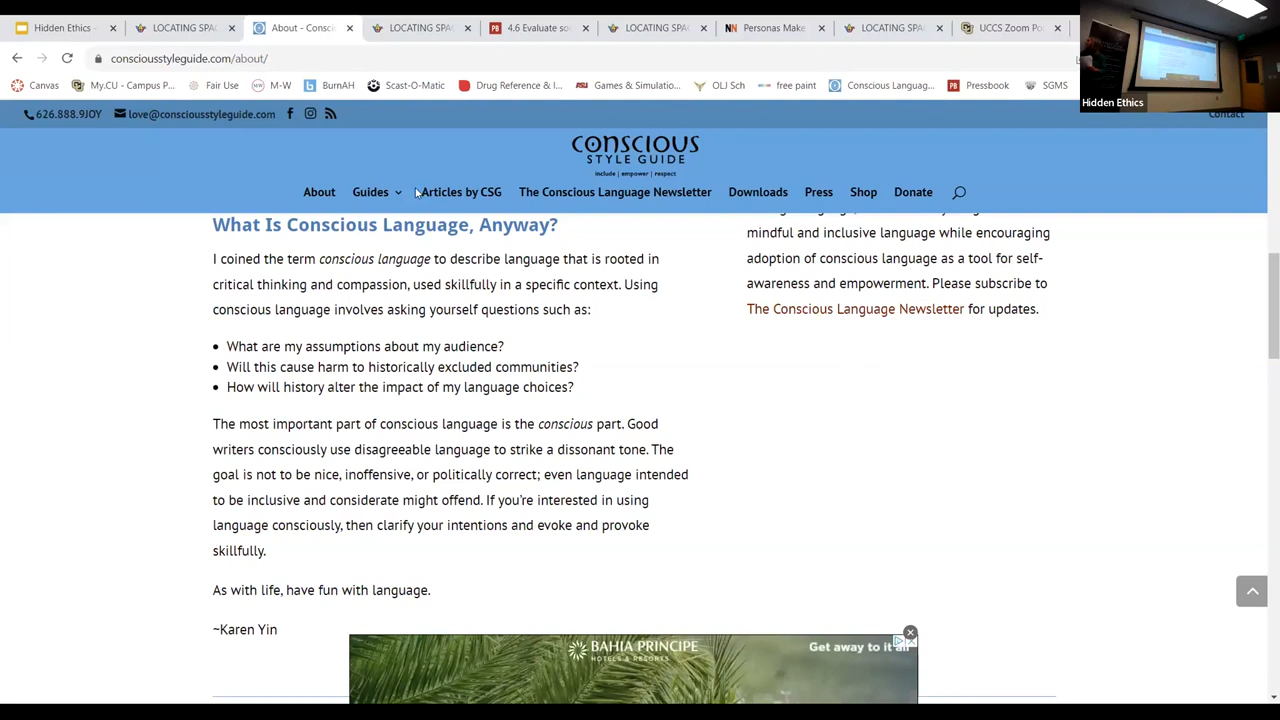 Hidden Ethics
LOCATING SPA
About - Consci
LOCATING SPA
4.6 Evaluate so
LOCATING SPA
Personas Make
LOCATING SPA
UCCS Zoom Po
consciousstyleguide.com/about/
Canvas
My.CU - Campus P...
Fair Use
M-W
BurnAH
Scast-O-Matic
Drug Reference & I...
Games & Simulatio...
OLJ Sch
free paint
Conscious Languag...
Pressbook
SGMS
Hidden Ethics
626.888.9JOY
love@consciousstyleguide.com
Contact
CONSCIOUS
STYLE GUIDE
include | empower | respect
About Guides Articles by CSG The Conscious Language Newsletter Downloads Press Shop Donate
What Is Conscious Language, Anyway?
I coined the term conscious language to describe language that is rooted in
critical thinking and compassion, used skillfully in a specific context. Using
conscious language involves asking yourself questions such as:
• What are my assumptions about my audience?
• Will this cause harm to historically excluded communities?
• How will history alter the impact of my language choices?
The most important part of conscious language is the conscious part. Good
writers consciously use disagreeable language to strike a dissonant tone. The
goal is not to be nice, inoffensive, or politically correct; even language intended
to be inclusive and considerate might offend. If you’re interested in using
language consciously, then clarify your intentions and evoke and provoke
skillfully.
As with life, have fun with language.
~Karen Yin
mindful and inclusive language while encouraging
adoption of conscious language as a tool for self-
awareness and empowerment. Please subscribe to
The Conscious Language Newsletter for updates.
BAHIA PRINCIPE
HOTELS & RESORTS
Get away to it all